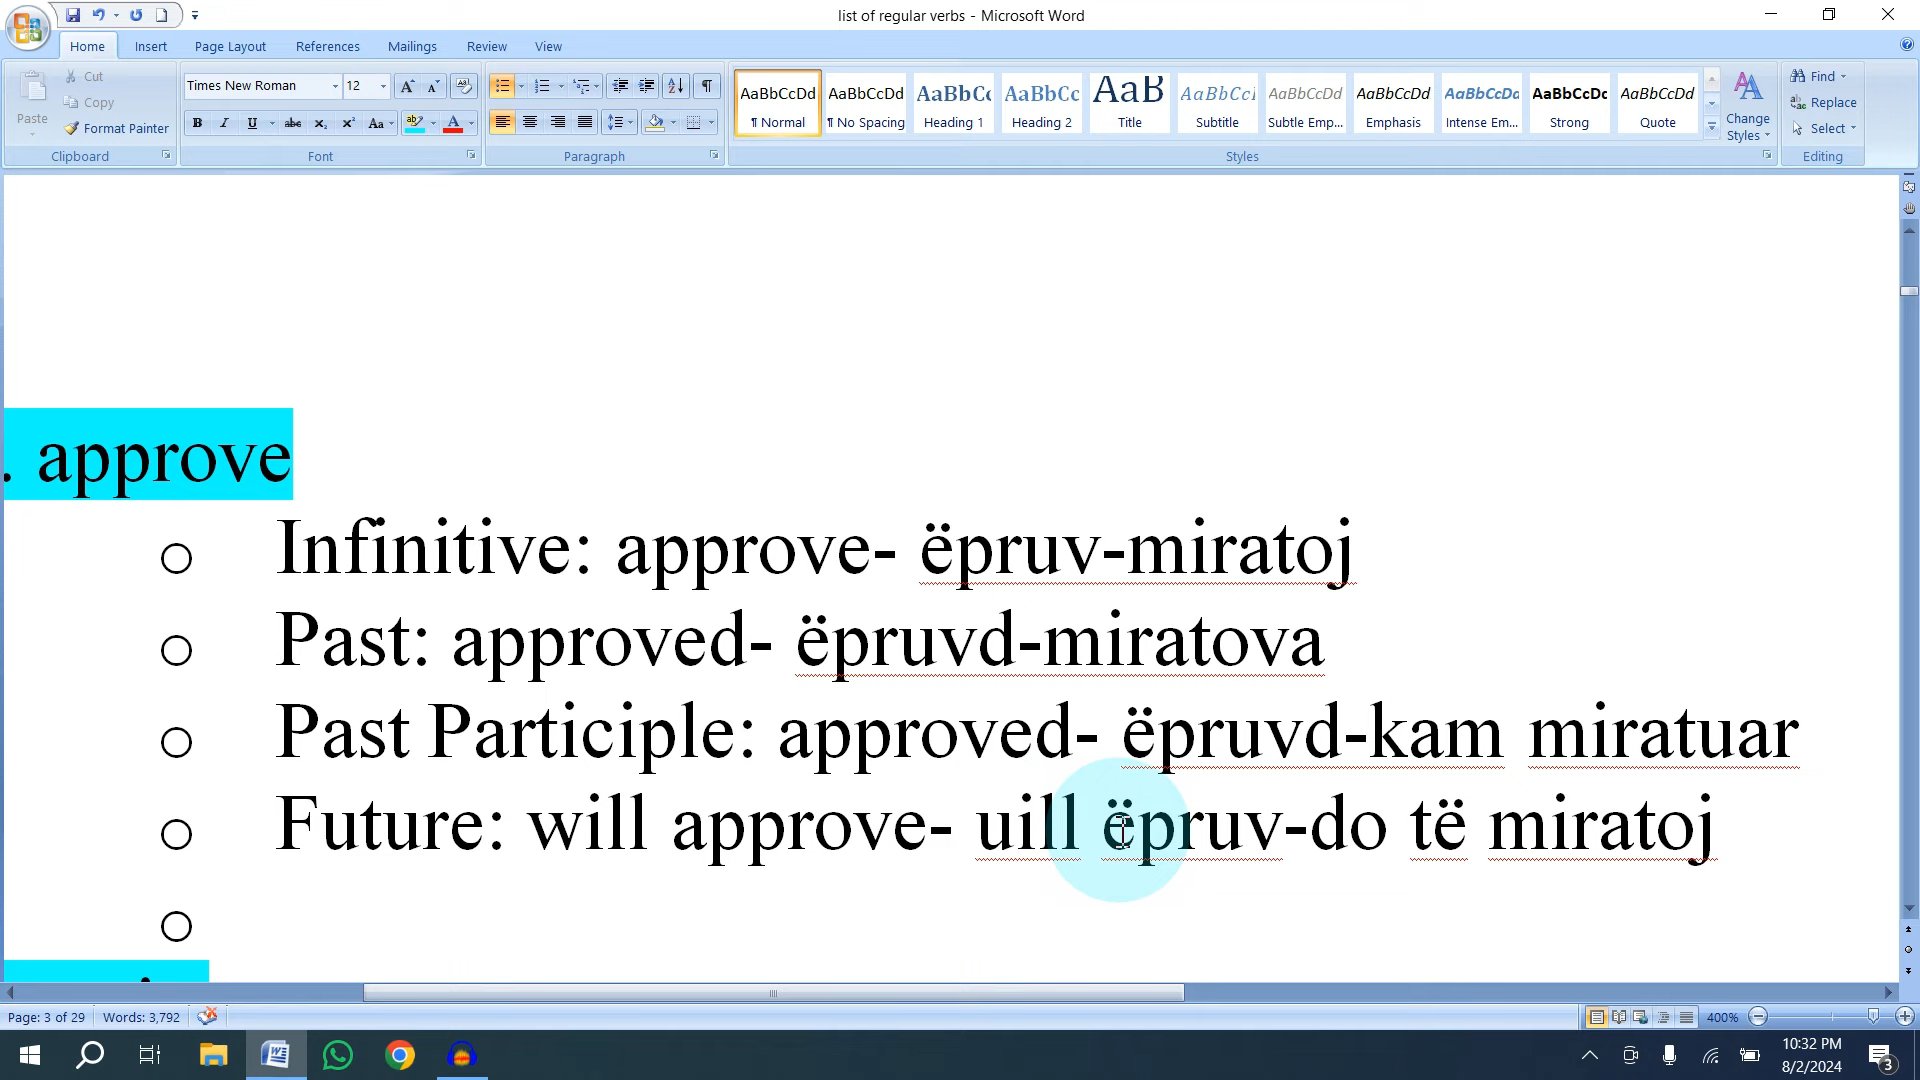 list of regular verbs - Microsoft Word
Home Insert Page Layout References Mailings Review View
Paste
Cut
Copy
Format Painter
Clipboard
Times New Roman 12
Font
Paragraph
AaBbCcDd AaBbCcDd AaBbCc AaBbCc AaB AaBbCcI AaBbCcDd AaBbCcDd AaBbCcDd AaBbCcDc AaBbCcDd
¶ Normal ¶ No Spacing Heading 1 Heading 2 Title Subtitle Subtle Emp... Emphasis Intense Em... Strong Quote
Styles
Change Styles
Find
Replace
Select
Editing
. approve
o Infinitive: approve- ëpruv-miratoj
o Past: approved- ëpruvd-miratova
o Past Participle: approved- ëpruvd-kam miratuar
o Future: will approve- uill ëpruv-do të miratoj
o
Page: 3 of 29 Words: 3,792 400%
10:32 PM
8/2/2024
3